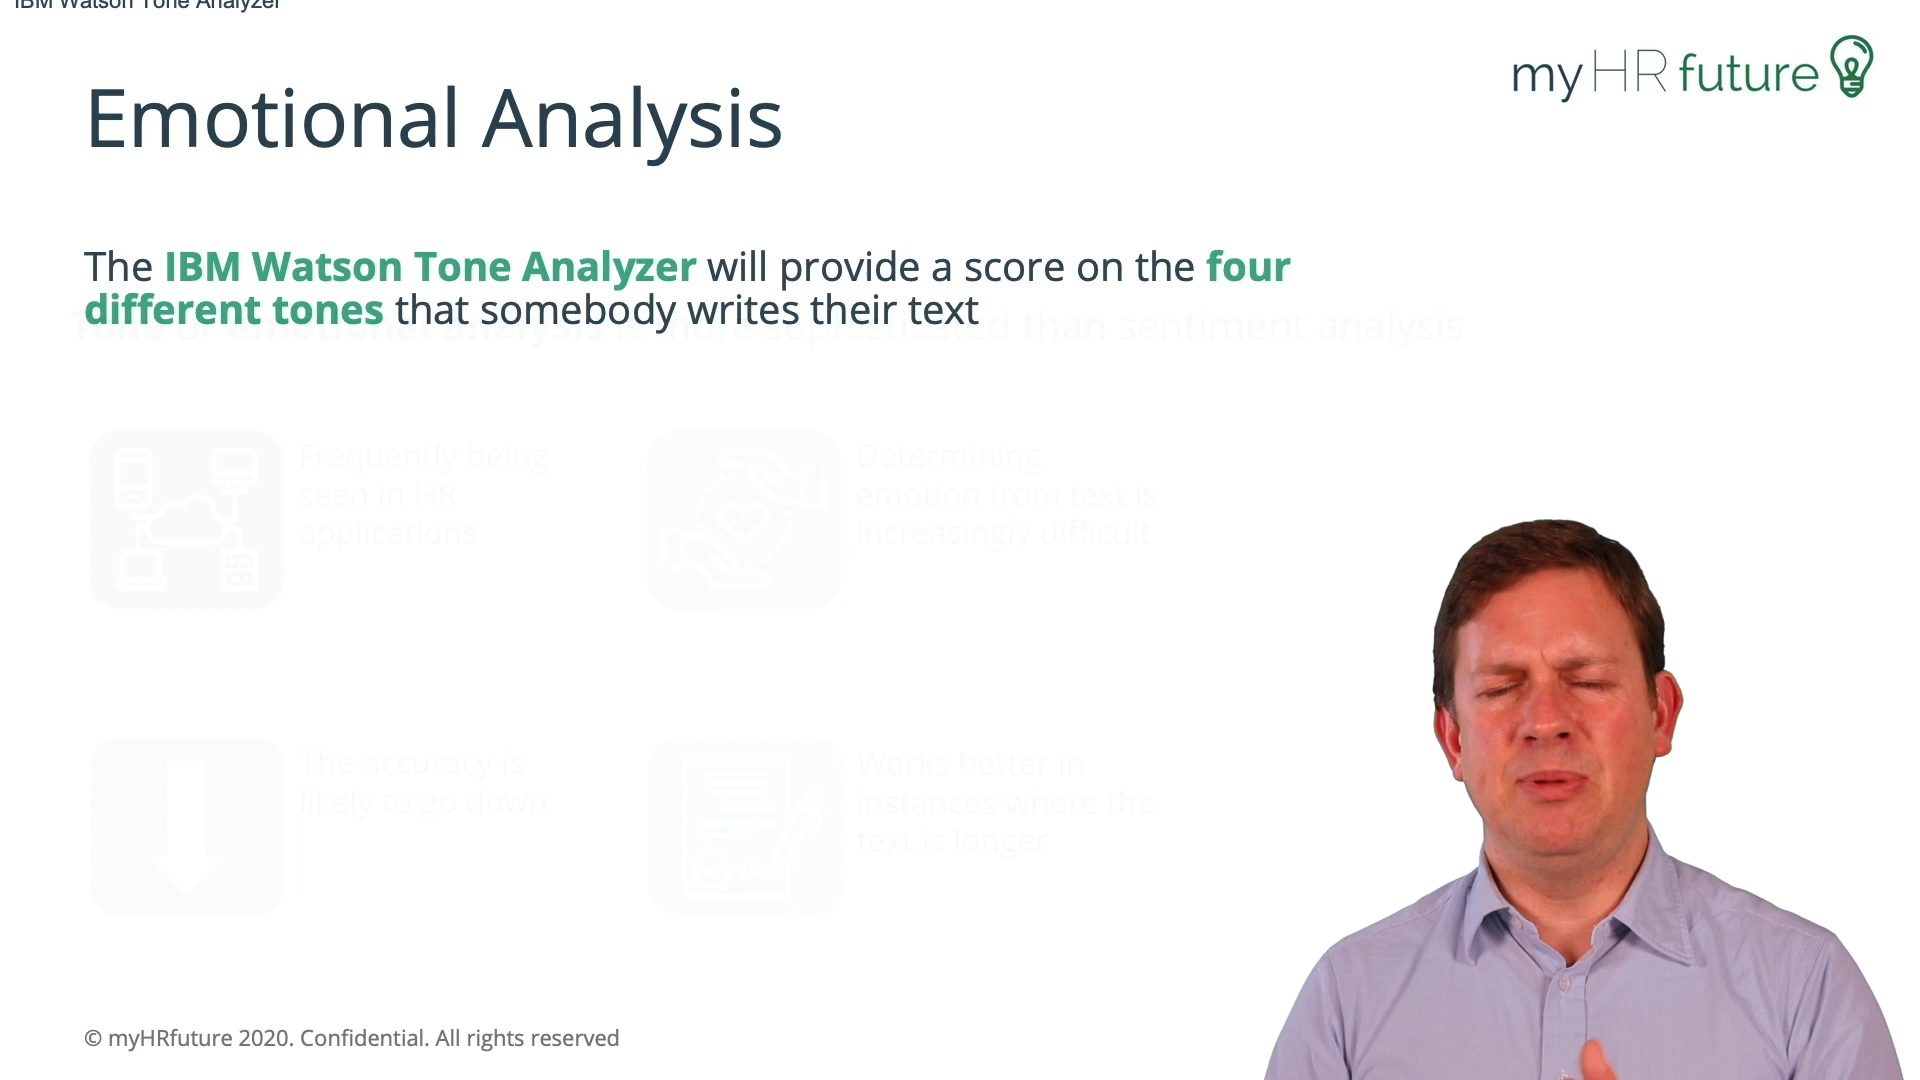 IBM Watson Tone Analyzer
my HR future
Emotional Analysis
The IBM Watson Tone Analyzer will provide a score on the four
different tones that somebody writes their text
Tone or emotional analysis is more sophisticated than sentiment analysis
Frequently being
seen in HR
applications
Determining
emotion from text is
increasingly difficult
The accuracy is
likely to go down
Works better in
instances where the
text is longer
© myHRfuture 2020. Confidential. All rights reserved